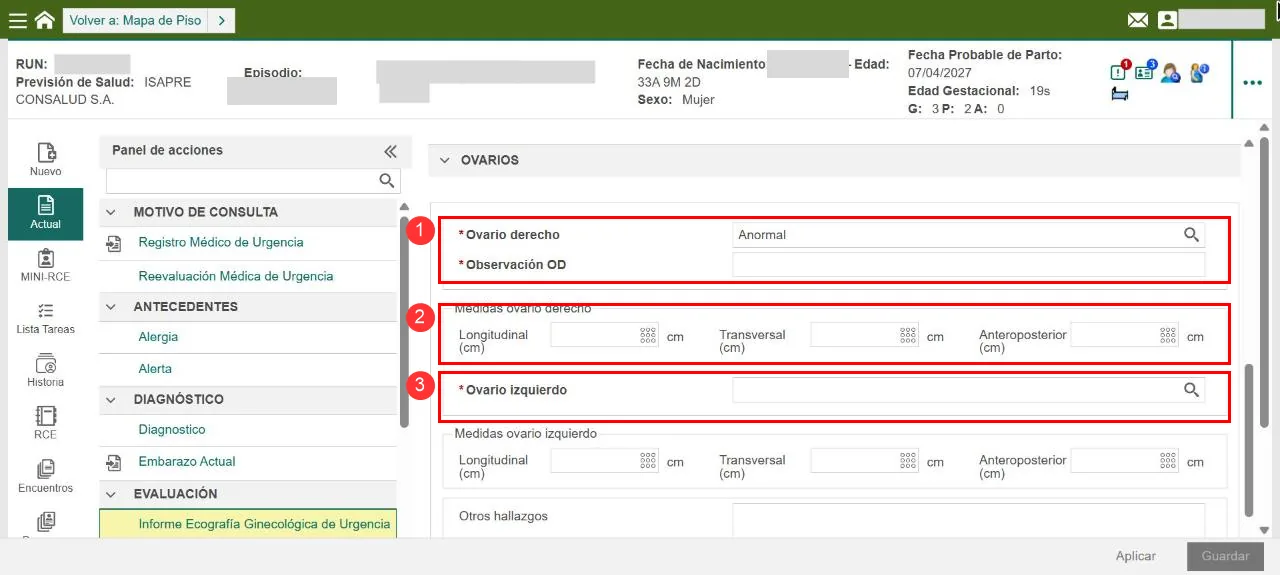 Volver a: Mapa de Piso
RUN:
Previsión de Salud: ISAPRE
CONSALUD S.A.
Episodio:
Fecha de Nacimiento - Edad:
33A 9M 2D
Sexo: Mujer
Fecha Probable de Parto:
07/04/2027
Edad Gestacional: 19s
G: 3 P: 2 A: 0
1
3
Nuevo
Actual
MINI-RCE
Lista Tareas
Historia
RCE
Encuentros
Panel de acciones
MOTIVO DE CONSULTA
Registro Médico de Urgencia
Reevaluación Médica de Urgencia
ANTECEDENTES
Alergia
Alerta
DIAGNÓSTICO
Diagnostico
Embarazo Actual
EVALUACIÓN
Informe Ecografía Ginecológica de Urgencia
OVARIOS
1
*Ovario derecho Anormal
*Observación OD
2
Medidas ovario derecho
Longitudinal (cm) cm Transversal (cm) cm Anteroposterior (cm) cm
3
*Ovario izquierdo
Medidas ovario izquierdo
Longitudinal (cm) cm Transversal (cm) cm Anteroposterior (cm) cm
Otros hallazgos
Aplicar
Guardar